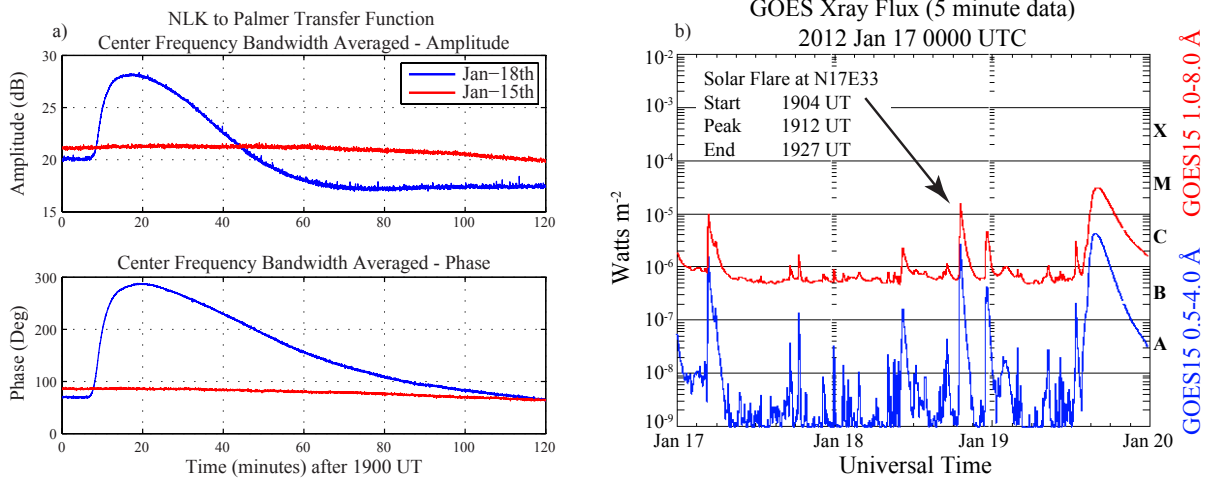 NLK to Palmer Transfer Function
a)
Center Frequency Bandwidth Averaged - Amplitude
Amplitude (dB)
30
25
20
15
0
20
40
60
80
100
120
Jan−18th
Jan−15th
Center Frequency Bandwidth Averaged - Phase
Phase (Deg)
300
200
100
0
0
20
40
60
80
100
120
Time (minutes) after 1900 UT
GOES Xray Flux (5 minute data)
b)
2012 Jan 17 0000 UTC
Solar Flare at N17E33
Start 1904 UT
Peak 1912 UT
End 1927 UT
Watts m-2
10-2
10-3
10-4
10-5
10-6
10-7
10-8
10-9
X
M
C
B
A
Jan 17
Jan 18
Jan 19
Jan 20
Universal Time
GOES15 1.0-8.0 Å
GOES15 0.5-4.0 Å